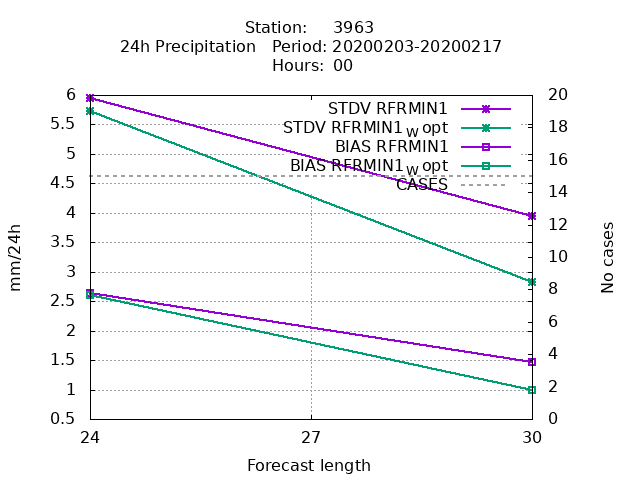 Station: 3963
24h Precipitation Period: 20200203-20200217
Hours: 00
STDV RFRMIN1
STDV RFRMIN1W opt
BIAS RFRMIN1
BIAS RFRMIN1W opt
CASES
6
5.5
5
4.5
4
3.5
3
2.5
2
1.5
1
0.5
20
18
16
14
12
10
8
6
4
2
0
mm/24h
No cases
24 27 30
Forecast length